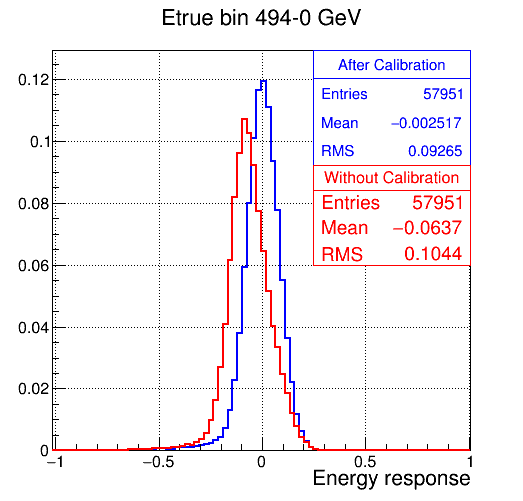 Etrue bin 494-0 GeV
After Calibration
Entries 57951
Mean −0.002517
RMS 0.09265
Without Calibration
Entries 57951
Mean −0.0637
RMS 0.1044
0.12
0.1
0.08
0.06
0.04
0.02
0
−1 −0.5 0 0.5 1
Energy response